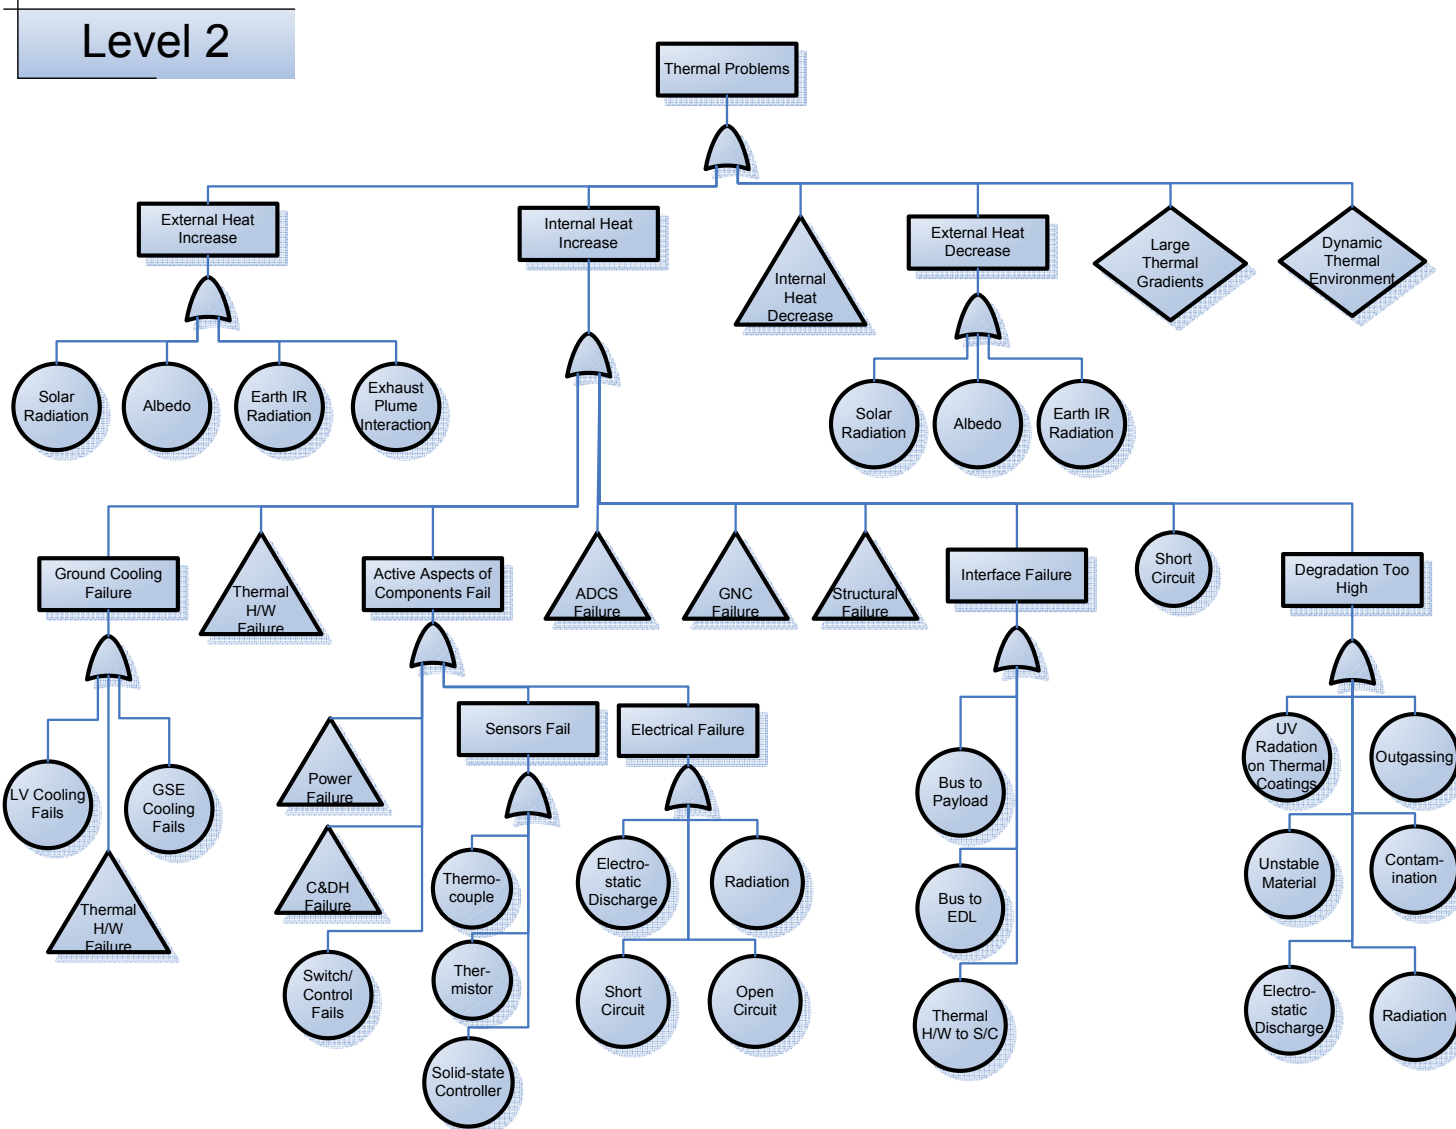 Level 2
Thermal Problems
External Heat
Increase
Internal Heat
Increase
Internal
Heat
Decrease
External Heat
Decrease
Large
Thermal
Gradients
Dynamic
Thermal
Environment
Solar
Radiation
Albedo
Earth IR
Radiation
Exhaust
Plume
Interaction
Solar
Radiation
Albedo
Earth IR
Radiation
Ground Cooling
Failure
Thermal
H/W
Failure
Active Aspects of
Components Fail
ADCS
Failure
GNC
Failure
Structural
Failure
Interface Failure
Short
Circuit
Degradation Too
High
LV Cooling
Fails
GSE
Cooling
Fails
Thermal
H/W
Failure
Power
Failure
C&DH
Failure
Switch/
Control
Fails
Sensors Fail
Electrical Failure
Thermo-
couple
Ther-
mistor
Solid-state
Controller
Electro-
static
Discharge
Radiation
Short
Circuit
Open
Circuit
Bus to
Payload
Bus to
EDL
Thermal
H/W to S/C
UV
Radation
on Thermal
Coatings
Outgassing
Unstable
Material
Contam-
ination
Electro-
static
Discharge
Radiation